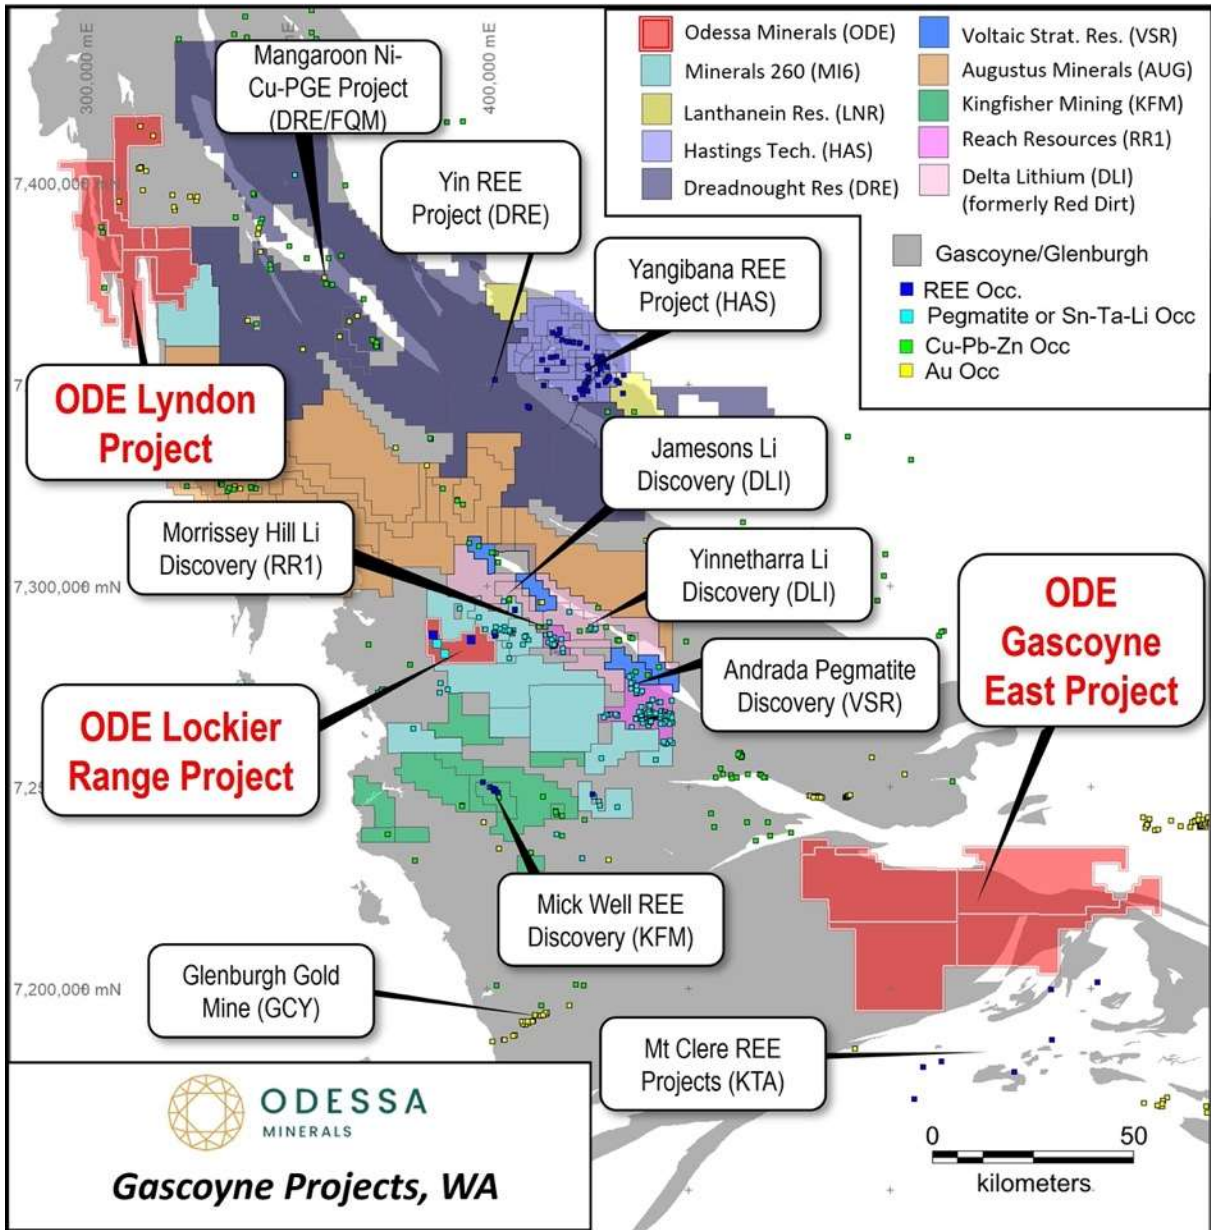 300,000 mE
400,000 mE
Mangaroon Ni-
Cu-PGE Project
(DRE/FQM)
Odessa Minerals (ODE)
Minerals 260 (MI6)
Lanthanein Res. (LNR)
Hastings Tech. (HAS)
Dreadnought Res (DRE)
Voltaic Strat. Res. (VSR)
Augustus Minerals (AUG)
Kingfisher Mining (KFM)
Reach Resources (RR1)
Delta Lithium (DLI)
(formerly Red Dirt)
Gascoyne/Glenburgh
REE Occ.
Pegmatite or Sn-Ta-Li Occ
Cu-Pb-Zn Occ
Au Occ
7,400,000 mN
Yin REE
Project (DRE)
Yangibana REE
Project (HAS)
ODE Lyndon
Project
Jamesons Li
Discovery (DLI)
Morrissey Hill Li
Discovery (RR1)
Yinnetharra Li
Discovery (DLI)
7,300,000 mN
ODE
Gascoyne
East Project
Andrada Pegmatite
Discovery (VSR)
ODE Lockier
Range Project
7,25
Mick Well REE
Discovery (KFM)
Glenburgh Gold
Mine (GCY)
7,200,000 mN
Mt Clere REE
Projects (KTA)
ODESSA
MINERALS
Gascoyne Projects, WA
0 50
kilometers